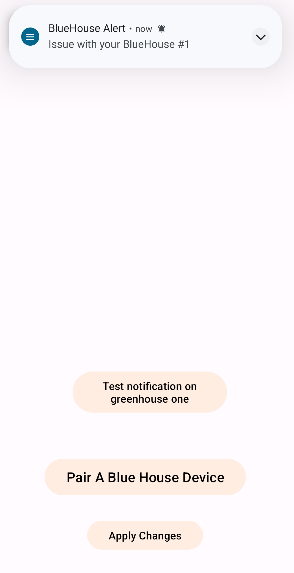 BlueHouse Alert · now
Issue with your BlueHouse #1
Test notification on
greenhouse one
Pair A Blue House Device
Apply Changes